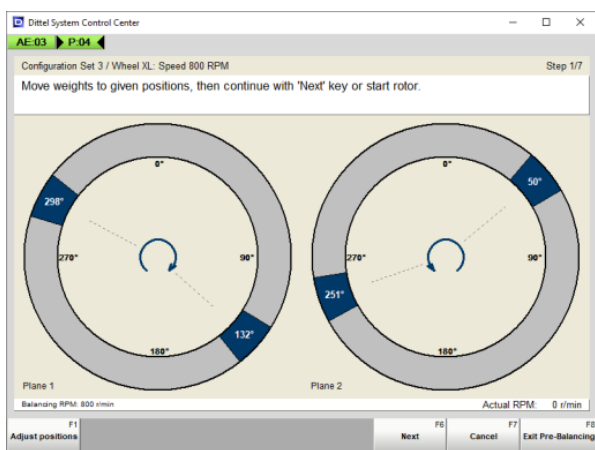 Dittel System Control Center
AE:03 P:04
Configuration Set 3 / Wheel XL: Speed 800 RPM Step 1/7
Move weights to given positions, then continue with 'Next' key or start rotor.
0° 0°
298° 50°
270° 90° 270° 90°
251°
132°
180° 180°
Plane 1 Plane 2
Balancing RPM: 800 r/min Actual RPM: 0 r/min
F1 F6 F7 F8
Adjust positions Next Cancel Exit Pre-Balancing